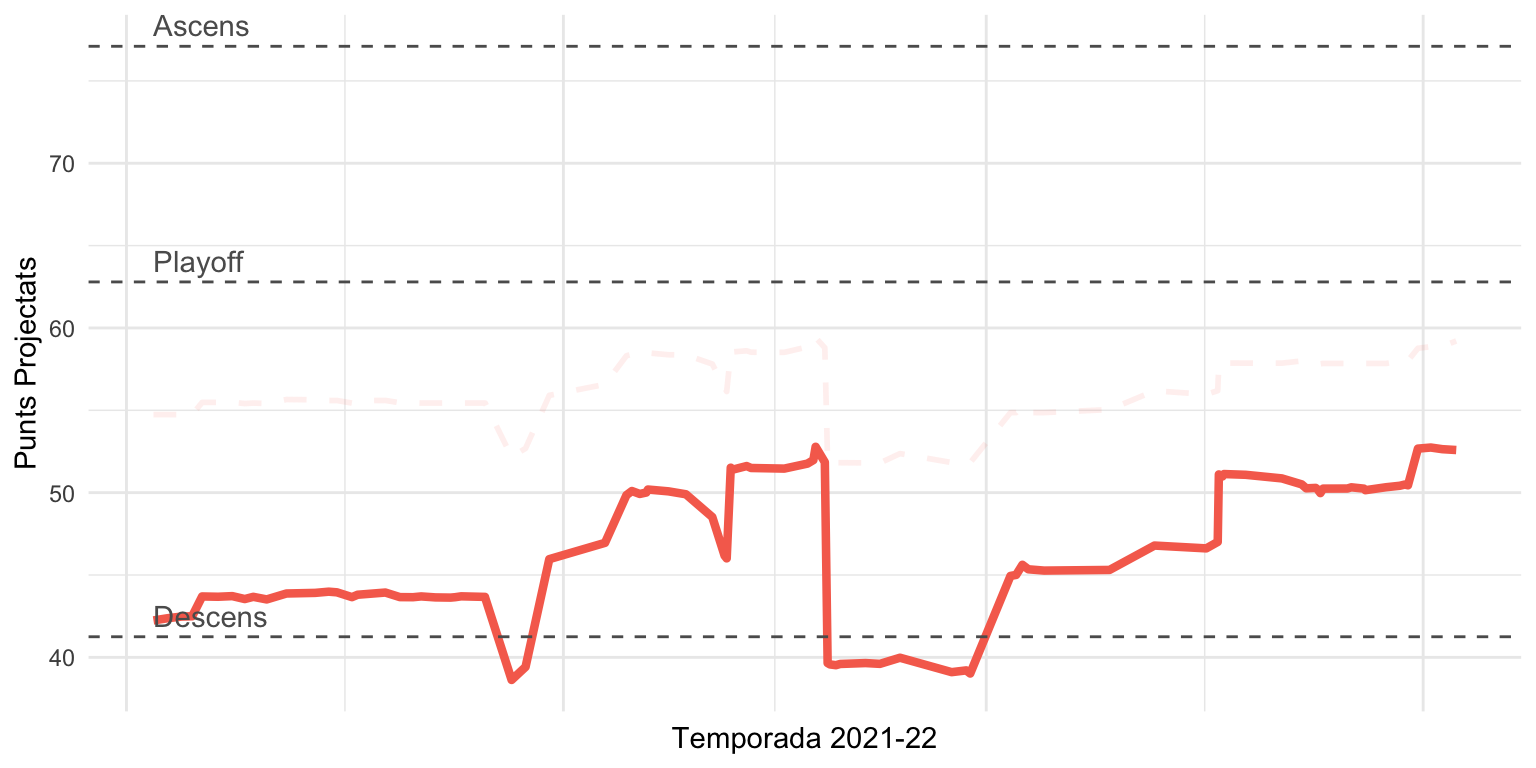 Ascens
70
Playoff
60
50
Descens
40
Punts Projectats
Temporada 2021-22